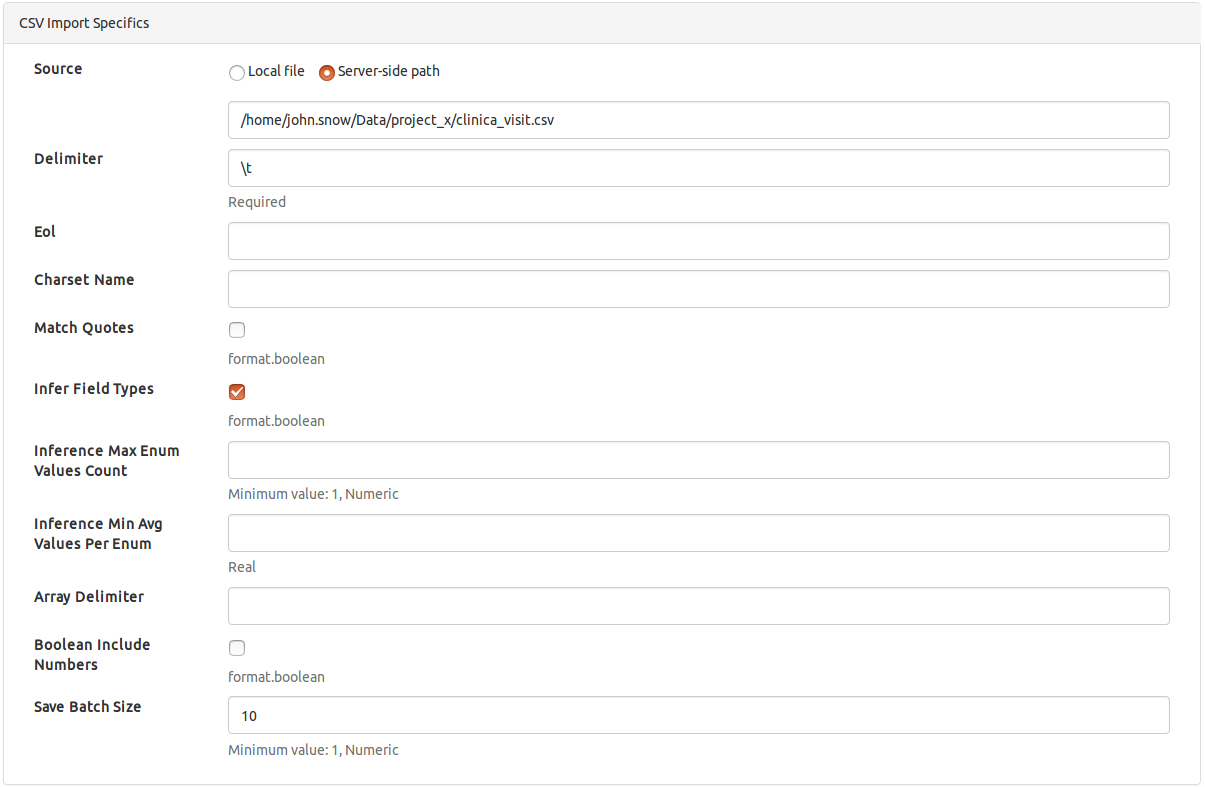 CSV Import Specifics
Source
Local file
Server-side path
/home/john.snow/Data/project_x/clinica_visit.csv
Delimiter
\t
Required
Eol
Charset Name
Match Quotes
format.boolean
Infer Field Types
format.boolean
Inference Max Enum
Values Count
Minimum value: 1, Numeric
Inference Min Avg
Values Per Enum
Real
Array Delimiter
Boolean Include
Numbers
format.boolean
Save Batch Size
10
Minimum value: 1, Numeric